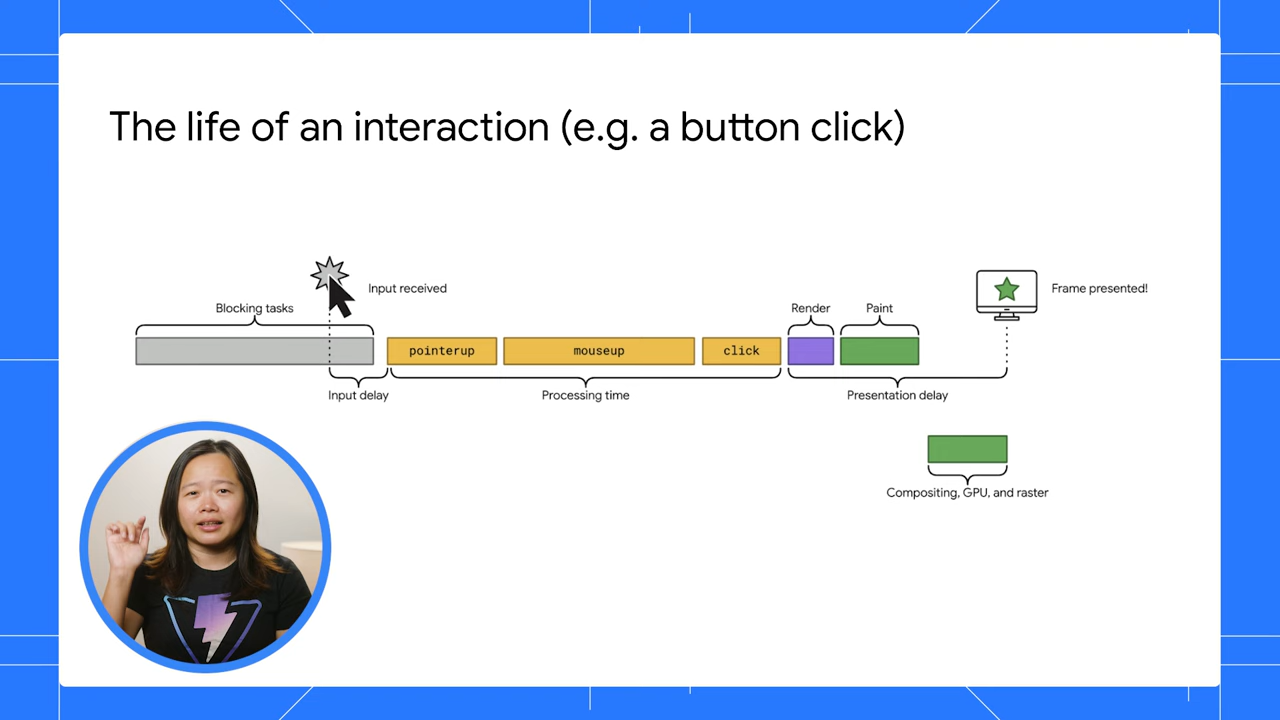 The life of an interaction (e.g. a button click)
Input received
Frame presented!
Blocking tasks
Render
Paint
pointerup
mouseup
click
Input delay
Processing time
Presentation delay
Compositing, GPU, and raster